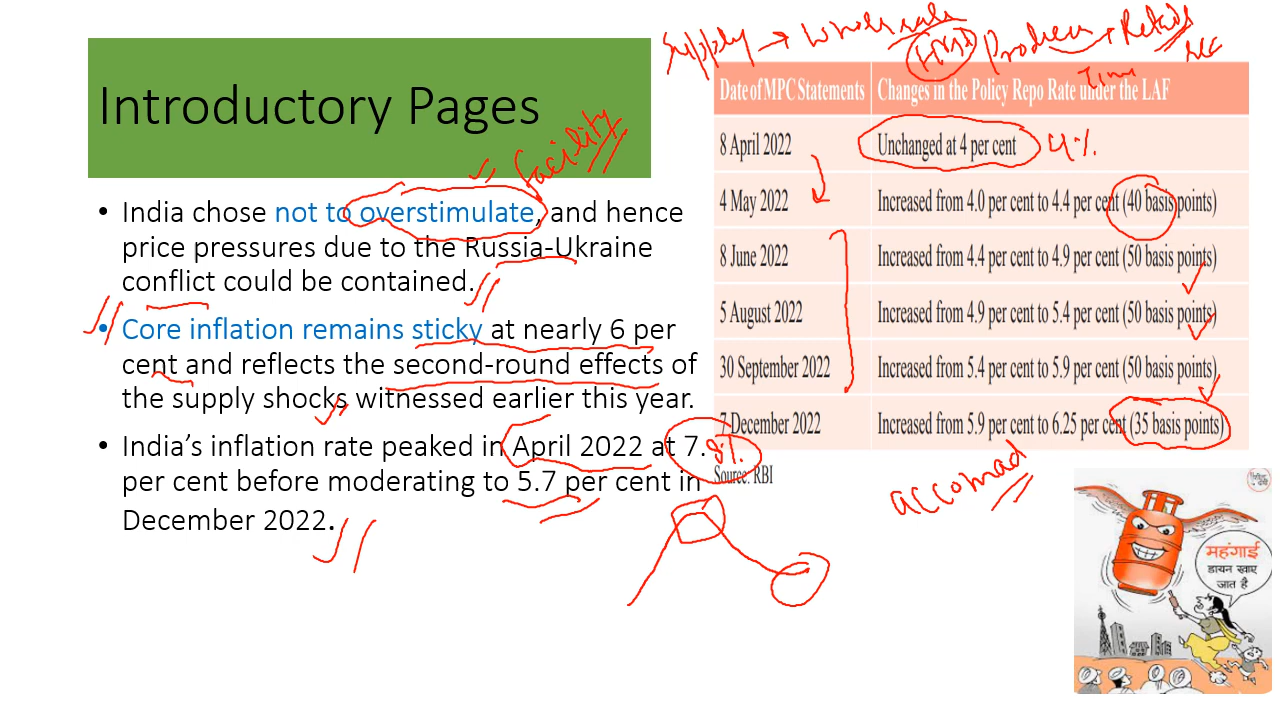 Supply → Wholesale
First
Producer → Retail
Time
Introductory Pages
facility
• India chose not to overstimulate, and hence
price pressures due to the Russia-Ukraine
conflict could be contained.
• Core inflation remains sticky at nearly 6 per
cent and reflects the second-round effects of
the supply shocks witnessed earlier this year.
• India’s inflation rate peaked in April 2022 at 7.8%
per cent before moderating to 5.7 per cent in
December 2022.
Date of MPC Statements Changes in the Policy Repo Rate under the LAF
8 April 2022 Unchanged at 4 per cent 4%
4 May 2022 Increased from 4.0 per cent to 4.4 per cent (40 basis points)
8 June 2022 Increased from 4.4 per cent to 4.9 per cent (50 basis points)
5 August 2022 Increased from 4.9 per cent to 5.4 per cent (50 basis points)
30 September 2022 Increased from 5.4 per cent to 5.9 per cent (50 basis points)
7 December 2022 Increased from 5.9 per cent to 6.25 per cent (35 basis points)
Source: RBI
accomad
महंगाई
डायन खाए
जात है